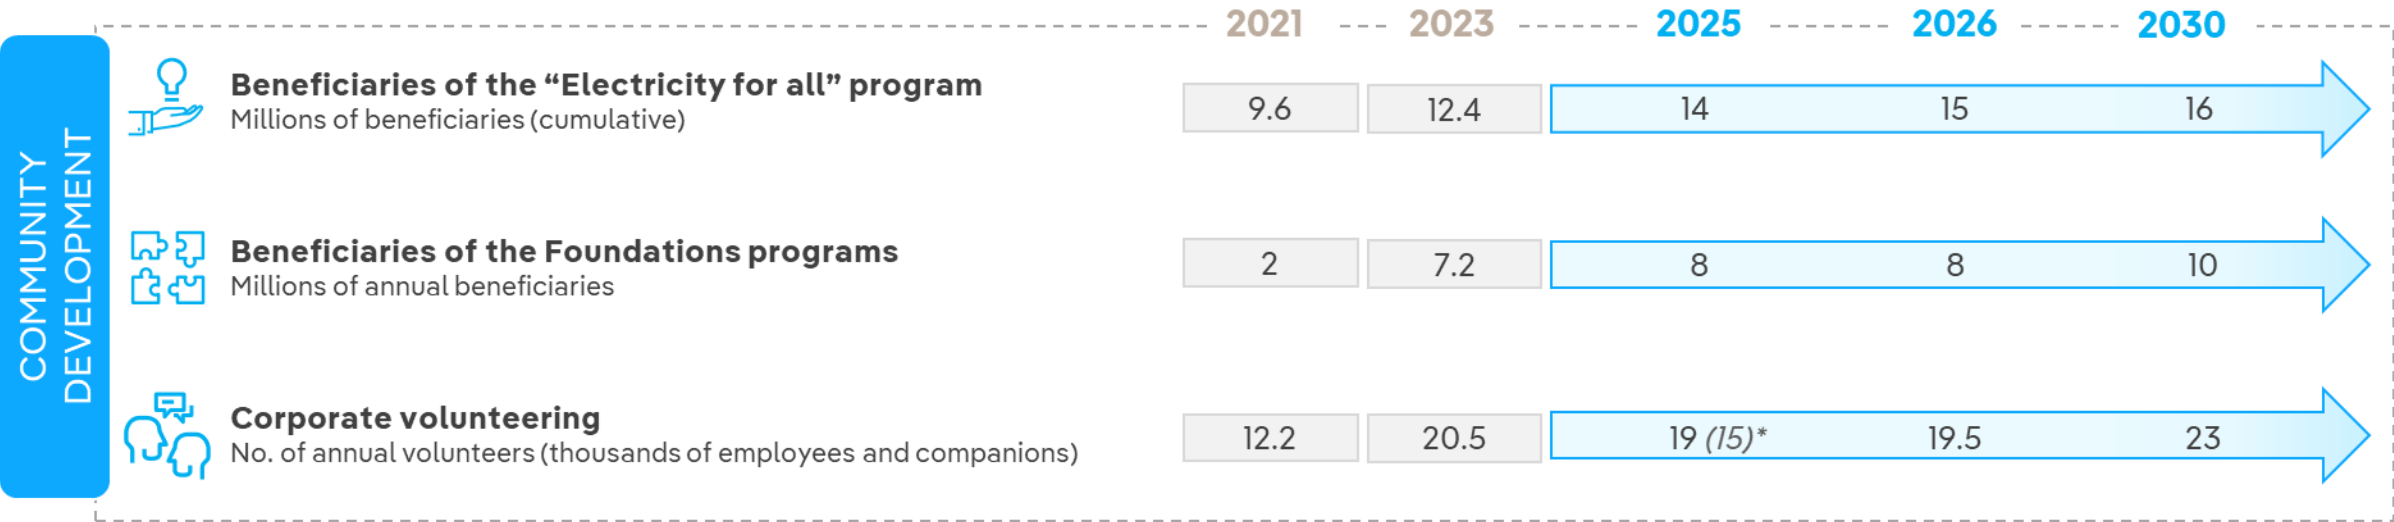 2021 2023 2025 2026 2030
COMMUNITY
DEVELOPMENT
Beneficiaries of the “Electricity for all” program
Millions of beneficiaries (cumulative)
9.6 12.4 14 15 16
Beneficiaries of the Foundations programs
Millions of annual beneficiaries
2 7.2 8 8 10
Corporate volunteering
No. of annual volunteers (thousands of employees and companions)
12.2 20.5 19 (15)* 19.5 23